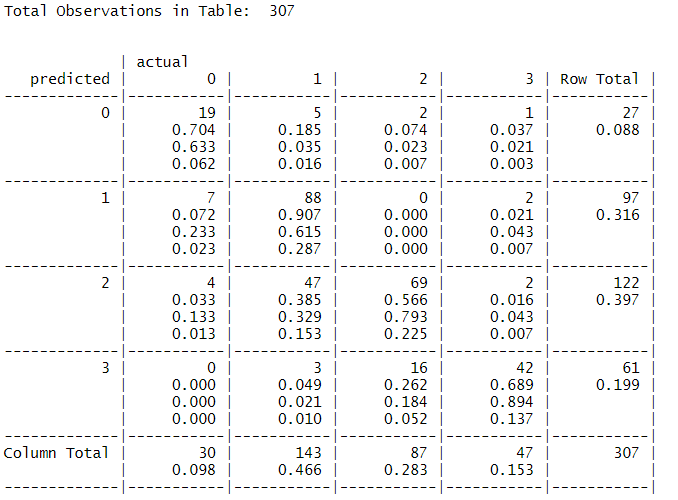 Total Observations in Table:  307
             | actual
   predicted |         0 |         1 |         2 |         3 | Row Total |
-------------|-----------|-----------|-----------|-----------|-----------|
           0 |        19 |         5 |         2 |         1 |        27 |
             |     0.704 |     0.185 |     0.074 |     0.037 |     0.088 |
             |     0.633 |     0.035 |     0.023 |     0.021 |           |
             |     0.062 |     0.016 |     0.007 |     0.003 |           |
-------------|-----------|-----------|-----------|-----------|-----------|
           1 |         7 |        88 |         0 |         2 |        97 |
             |     0.072 |     0.907 |     0.000 |     0.021 |     0.316 |
             |     0.233 |     0.615 |     0.000 |     0.043 |           |
             |     0.023 |     0.287 |     0.000 |     0.007 |           |
-------------|-----------|-----------|-----------|-----------|-----------|
           2 |         4 |        47 |        69 |         2 |       122 |
             |     0.033 |     0.385 |     0.566 |     0.016 |     0.397 |
             |     0.133 |     0.329 |     0.793 |     0.043 |           |
             |     0.013 |     0.153 |     0.225 |     0.007 |           |
-------------|-----------|-----------|-----------|-----------|-----------|
           3 |         0 |         3 |        16 |        42 |        61 |
             |     0.000 |     0.049 |     0.262 |     0.689 |     0.199 |
             |     0.000 |     0.021 |     0.184 |     0.894 |           |
             |     0.000 |     0.010 |     0.052 |     0.137 |           |
-------------|-----------|-----------|-----------|-----------|-----------|
Column Total |        30 |       143 |        87 |        47 |       307 |
             |     0.098 |     0.466 |     0.283 |     0.153 |           |
-------------|-----------|-----------|-----------|-----------|-----------|